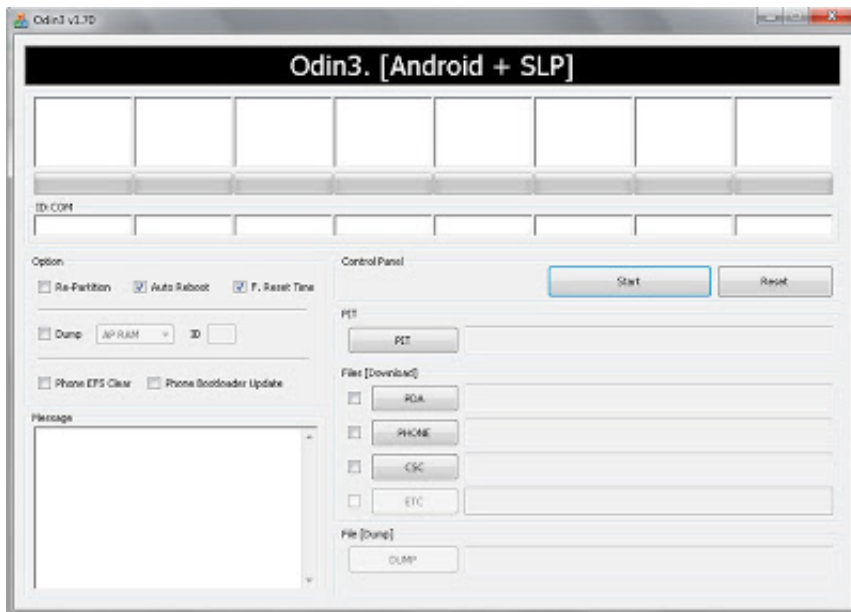 Odin3 v1.70
Odin3. [Android + SLP]
ID:COM
Option
Re-Partition Auto Reboot F. Reset Time
Dump AP RAM ID
Phone EFS Clear Phone Bootloader Update
Message
Control Panel
Start Reset
PIT
PIT
Files [Download]
PDA
PHONE
CSC
ETC
File [Dump]
DUMP